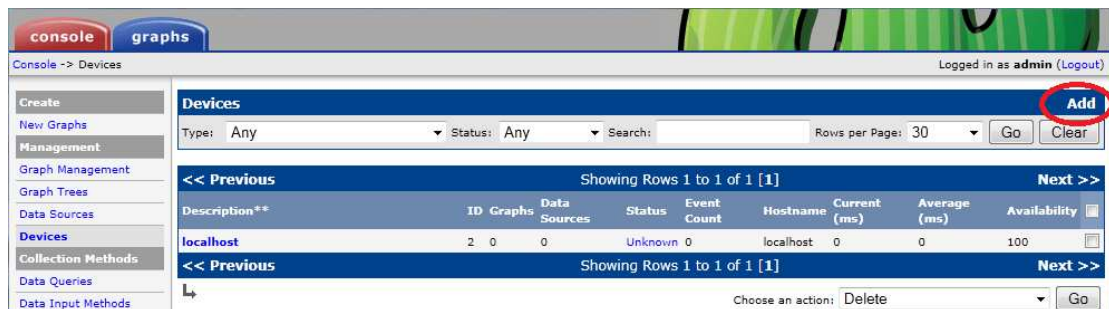 console graphs
Console -> Devices Logged in as admin (Logout)
Create
New Graphs
Management
Graph Management
Graph Trees
Data Sources
Devices
Collection Methods
Data Queries
Data Input Methods
Devices Add
Type: Any Status: Any Search: Rows per Page: 30 Go Clear
<< Previous Showing Rows 1 to 1 of 1 [1] Next >>
Description** ID Graphs Data Sources Status Event Count Hostname Current (ms) Average (ms) Availability
localhost 2 0 0 Unknown 0 localhost 0 0 100
<< Previous Showing Rows 1 to 1 of 1 [1] Next >>
Choose an action: Delete Go